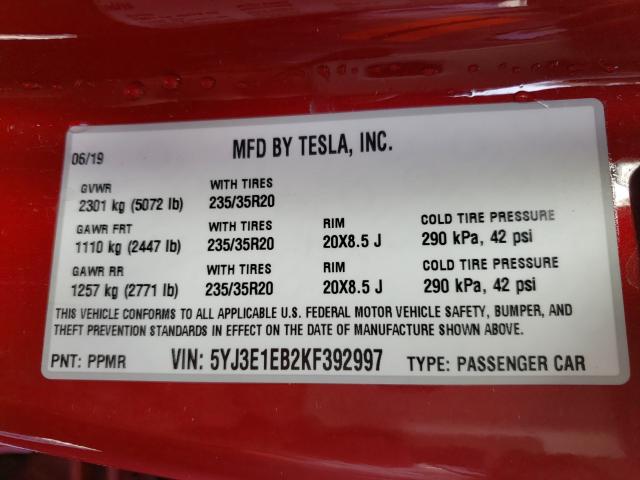 06/19 MFD BY TESLA, INC.
GVWR WITH TIRES
2301 kg (5072 lb) 235/35R20
GAWR FRT WITH TIRES RIM COLD TIRE PRESSURE
1110 kg (2447 lb) 235/35R20 20X8.5 J 290 kPa, 42 psi
GAWR RR WITH TIRES RIM COLD TIRE PRESSURE
1257 kg (2771 lb) 235/35R20 20X8.5 J 290 kPa, 42 psi
THIS VEHICLE CONFORMS TO ALL APPLICABLE U.S. FEDERAL MOTOR VEHICLE SAFETY, BUMPER, AND
THEFT PREVENTION STANDARDS IN EFFECT ON THE DATE OF MANUFACTURE SHOWN ABOVE.
PNT: PPMR VIN: 5YJ3E1EB2KF392997 TYPE: PASSENGER CAR